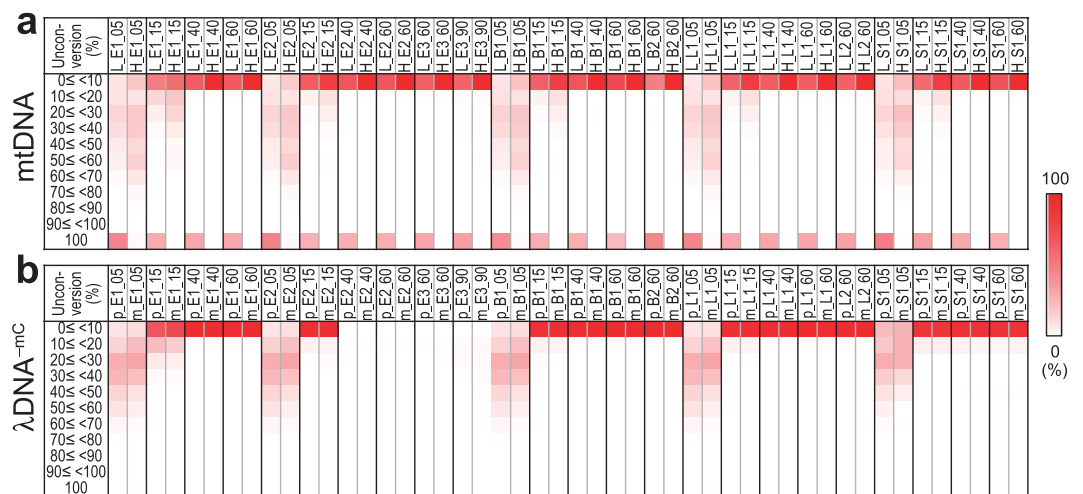 a
Uncon-
version
(%)
L_E1_05
H_E1_05
L_E1_15
H_E1_15
L_E1_40
H_E1_40
L_E1_60
H_E1_60
L_E2_05
H_E2_05
L_E2_15
H_E2_15
L_E2_40
H_E2_40
L_E2_60
H_E2_60
L_E3_60
H_E3_60
L_E3_90
H_E3_90
L_B1_05
H_B1_05
L_B1_15
H_B1_15
L_B1_40
H_B1_40
L_B1_60
H_B1_60
L_B2_60
H_B2_60
L_L1_05
H_L1_05
L_L1_15
H_L1_15
L_L1_40
H_L1_40
L_L1_60
H_L1_60
L_L2_60
H_L2_60
L_S1_05
H_S1_05
L_S1_15
H_S1_15
L_S1_40
H_S1_40
L_S1_60
H_S1_60
mtDNA
0≤ <10
10≤ <20
20≤ <30
30≤ <40
40≤ <50
50≤ <60
60≤ <70
70≤ <80
80≤ <90
90≤ <100
100
b
Uncon-
version
(%)
p_E1_05
m_E1_05
p_E1_15
m_E1_15
p_E1_40
m_E1_40
p_E1_60
m_E1_60
p_E2_05
m_E2_05
p_E2_15
m_E2_15
p_E2_40
m_E2_40
p_E2_60
m_E2_60
p_E3_60
m_E3_60
p_E3_90
m_E3_90
p_B1_05
m_B1_05
p_B1_15
m_B1_15
p_B1_40
m_B1_40
p_B1_60
m_B1_60
p_B2_60
m_B2_60
p_L1_05
m_L1_05
p_L1_15
m_L1_15
p_L1_40
m_L1_40
p_L1_60
m_L1_60
p_L2_60
m_L2_60
p_S1_05
m_S1_05
p_S1_15
m_S1_15
p_S1_40
m_S1_40
p_S1_60
m_S1_60
λDNA⁻ᵐᶜ
0≤ <10
10≤ <20
20≤ <30
30≤ <40
40≤ <50
50≤ <60
60≤ <70
70≤ <80
80≤ <90
90≤ <100
100
100
0
(%)